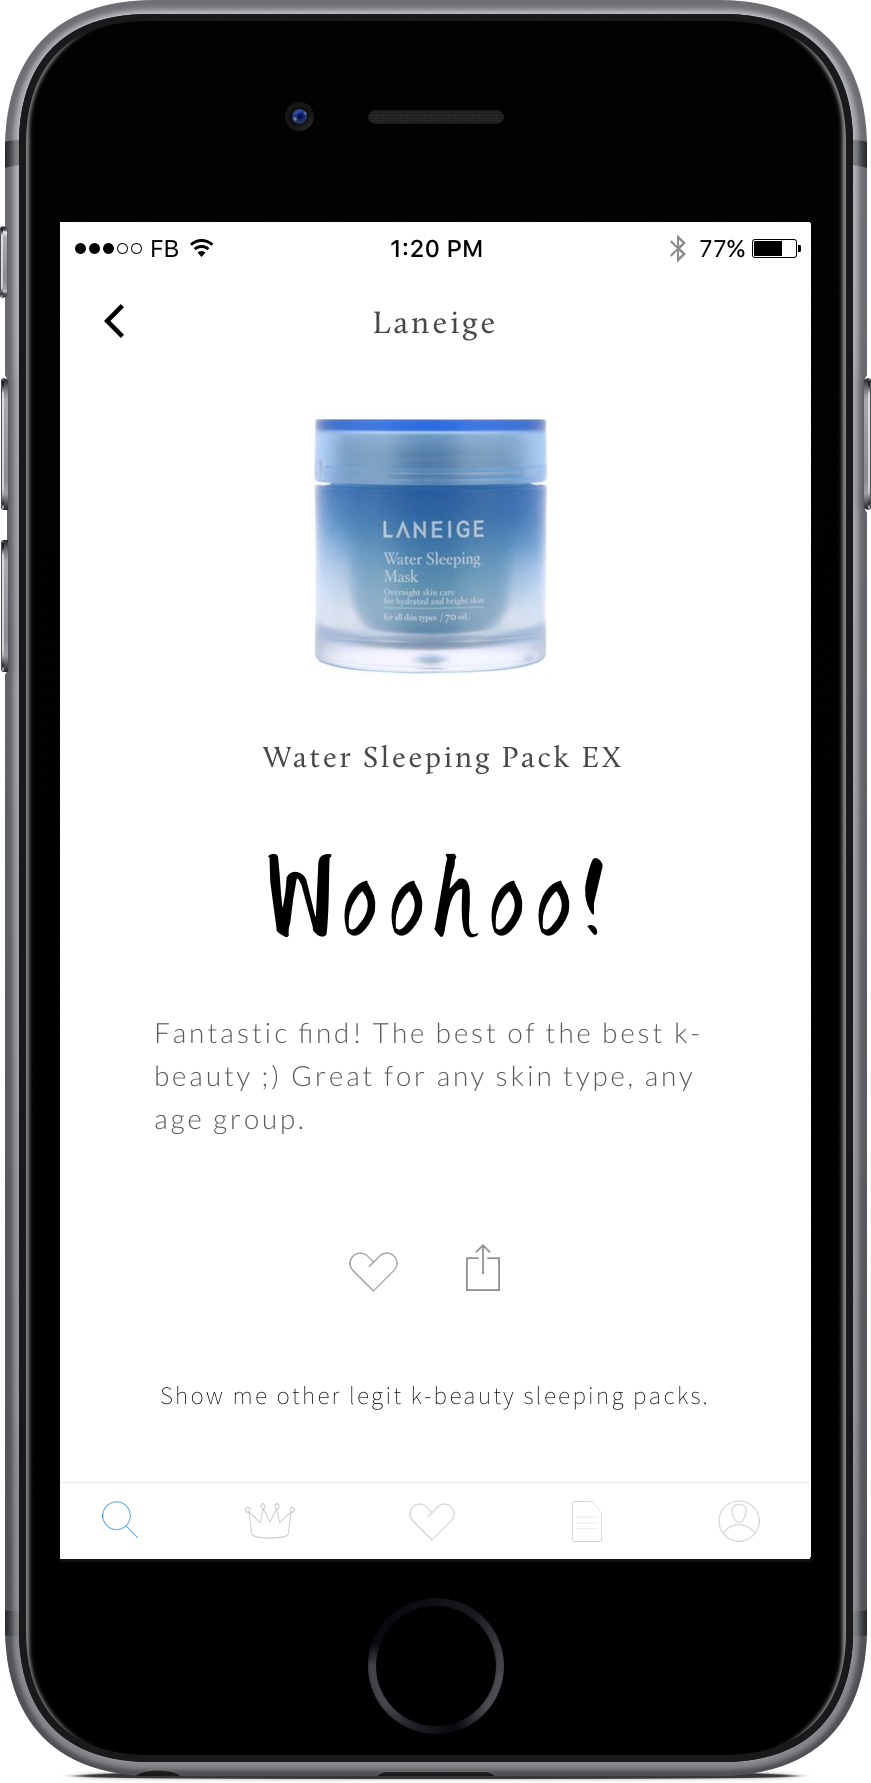 FB 1:20 PM 77%
Laneige
LANEIGE
Water Sleeping
Mask
Overnight skin care
for hydrated and bright skin
for all skin types / 70 mL
Water Sleeping Pack EX
Woohoo!
Fantastic find! The best of the best k-
beauty ;) Great for any skin type, any
age group.
Show me other legit k-beauty sleeping packs.